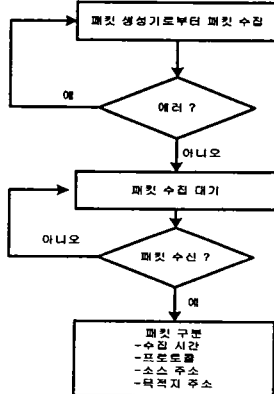 패킷 생성기로부터 패킷 수집
예
에러 ?
아니오
패킷 수집 대기
아니오
패킷 수신 ?
예
패킷 구분
-수집 시간
-프로토콜
-소스 주소
-목적지 주소